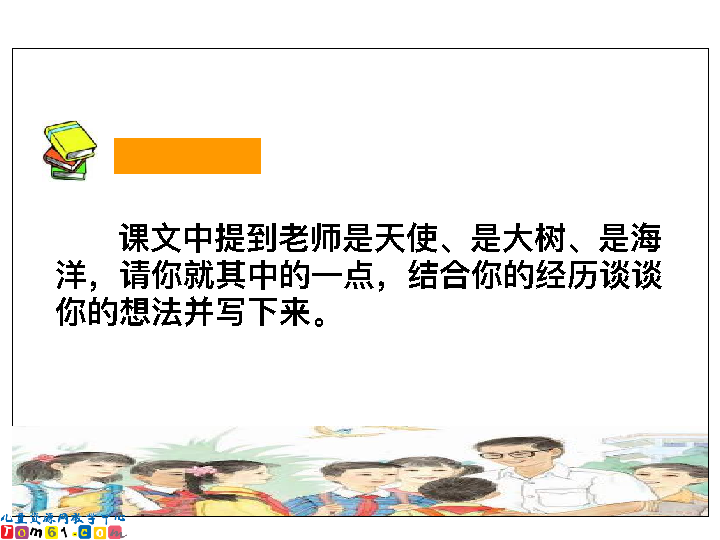 课文中提到老师是天使、是大树、是海
洋，请你就其中的一点，结合你的经历谈谈
你的想法并写下来。
儿童资源网教学中心
Tom61.com